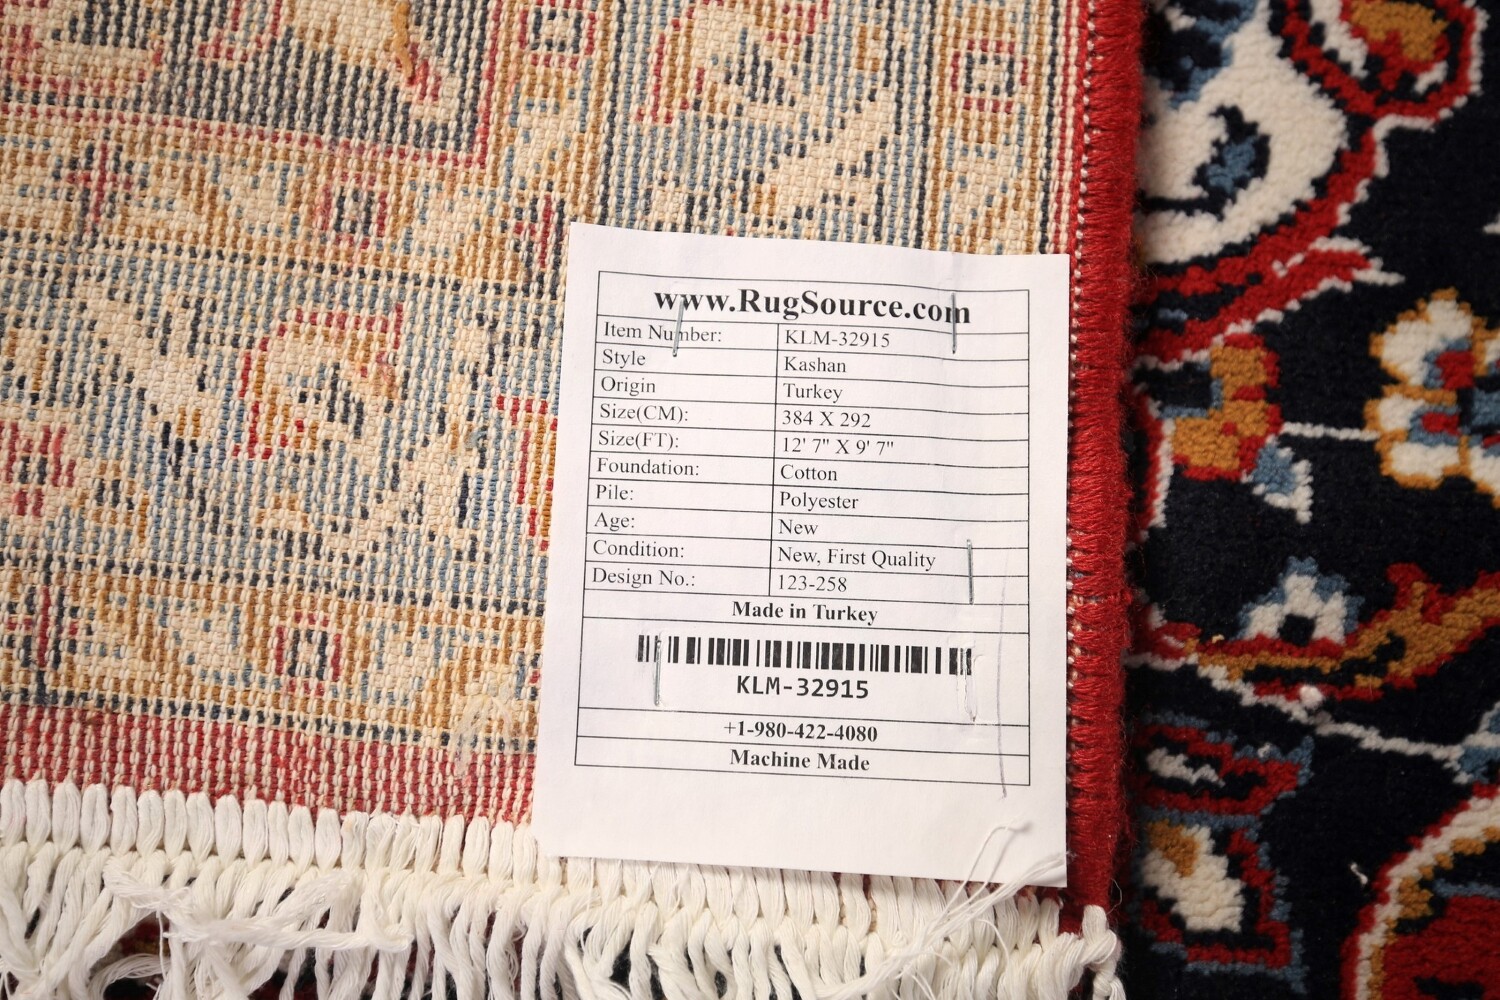 www.RugSource.com
Item Number: KLM-32915
Style Kashan
Origin Turkey
Size(CM): 384 X 292
Size(FT): 12' 7" X 9' 7"
Foundation: Cotton
Pile: Polyester
Age: New
Condition: New, First Quality
Design No.: 123-258
Made in Turkey
KLM-32915
+1-980-422-4080
Machine Made